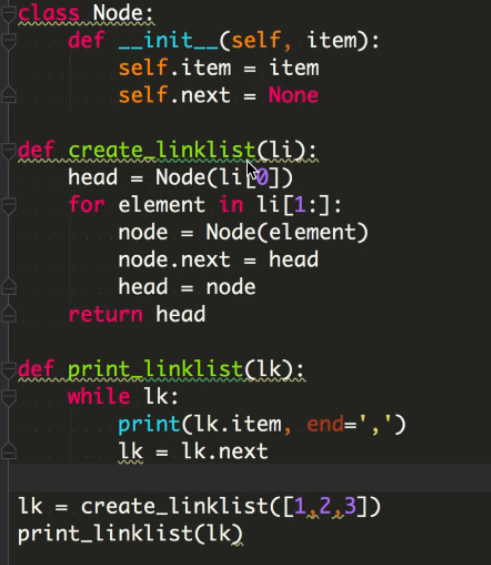 class Node:
    def __init__(self, item):
        self.item = item
        self.next = None

def create_linklist(li):
    head = Node(li[0])
    for element in li[1:]:
        node = Node(element)
        node.next = head
        head = node
    return head

def print_linklist(lk):
    while lk:
        print(lk.item, end=',')
        lk = lk.next

lk = create_linklist([1,2,3])
print_linklist(lk)